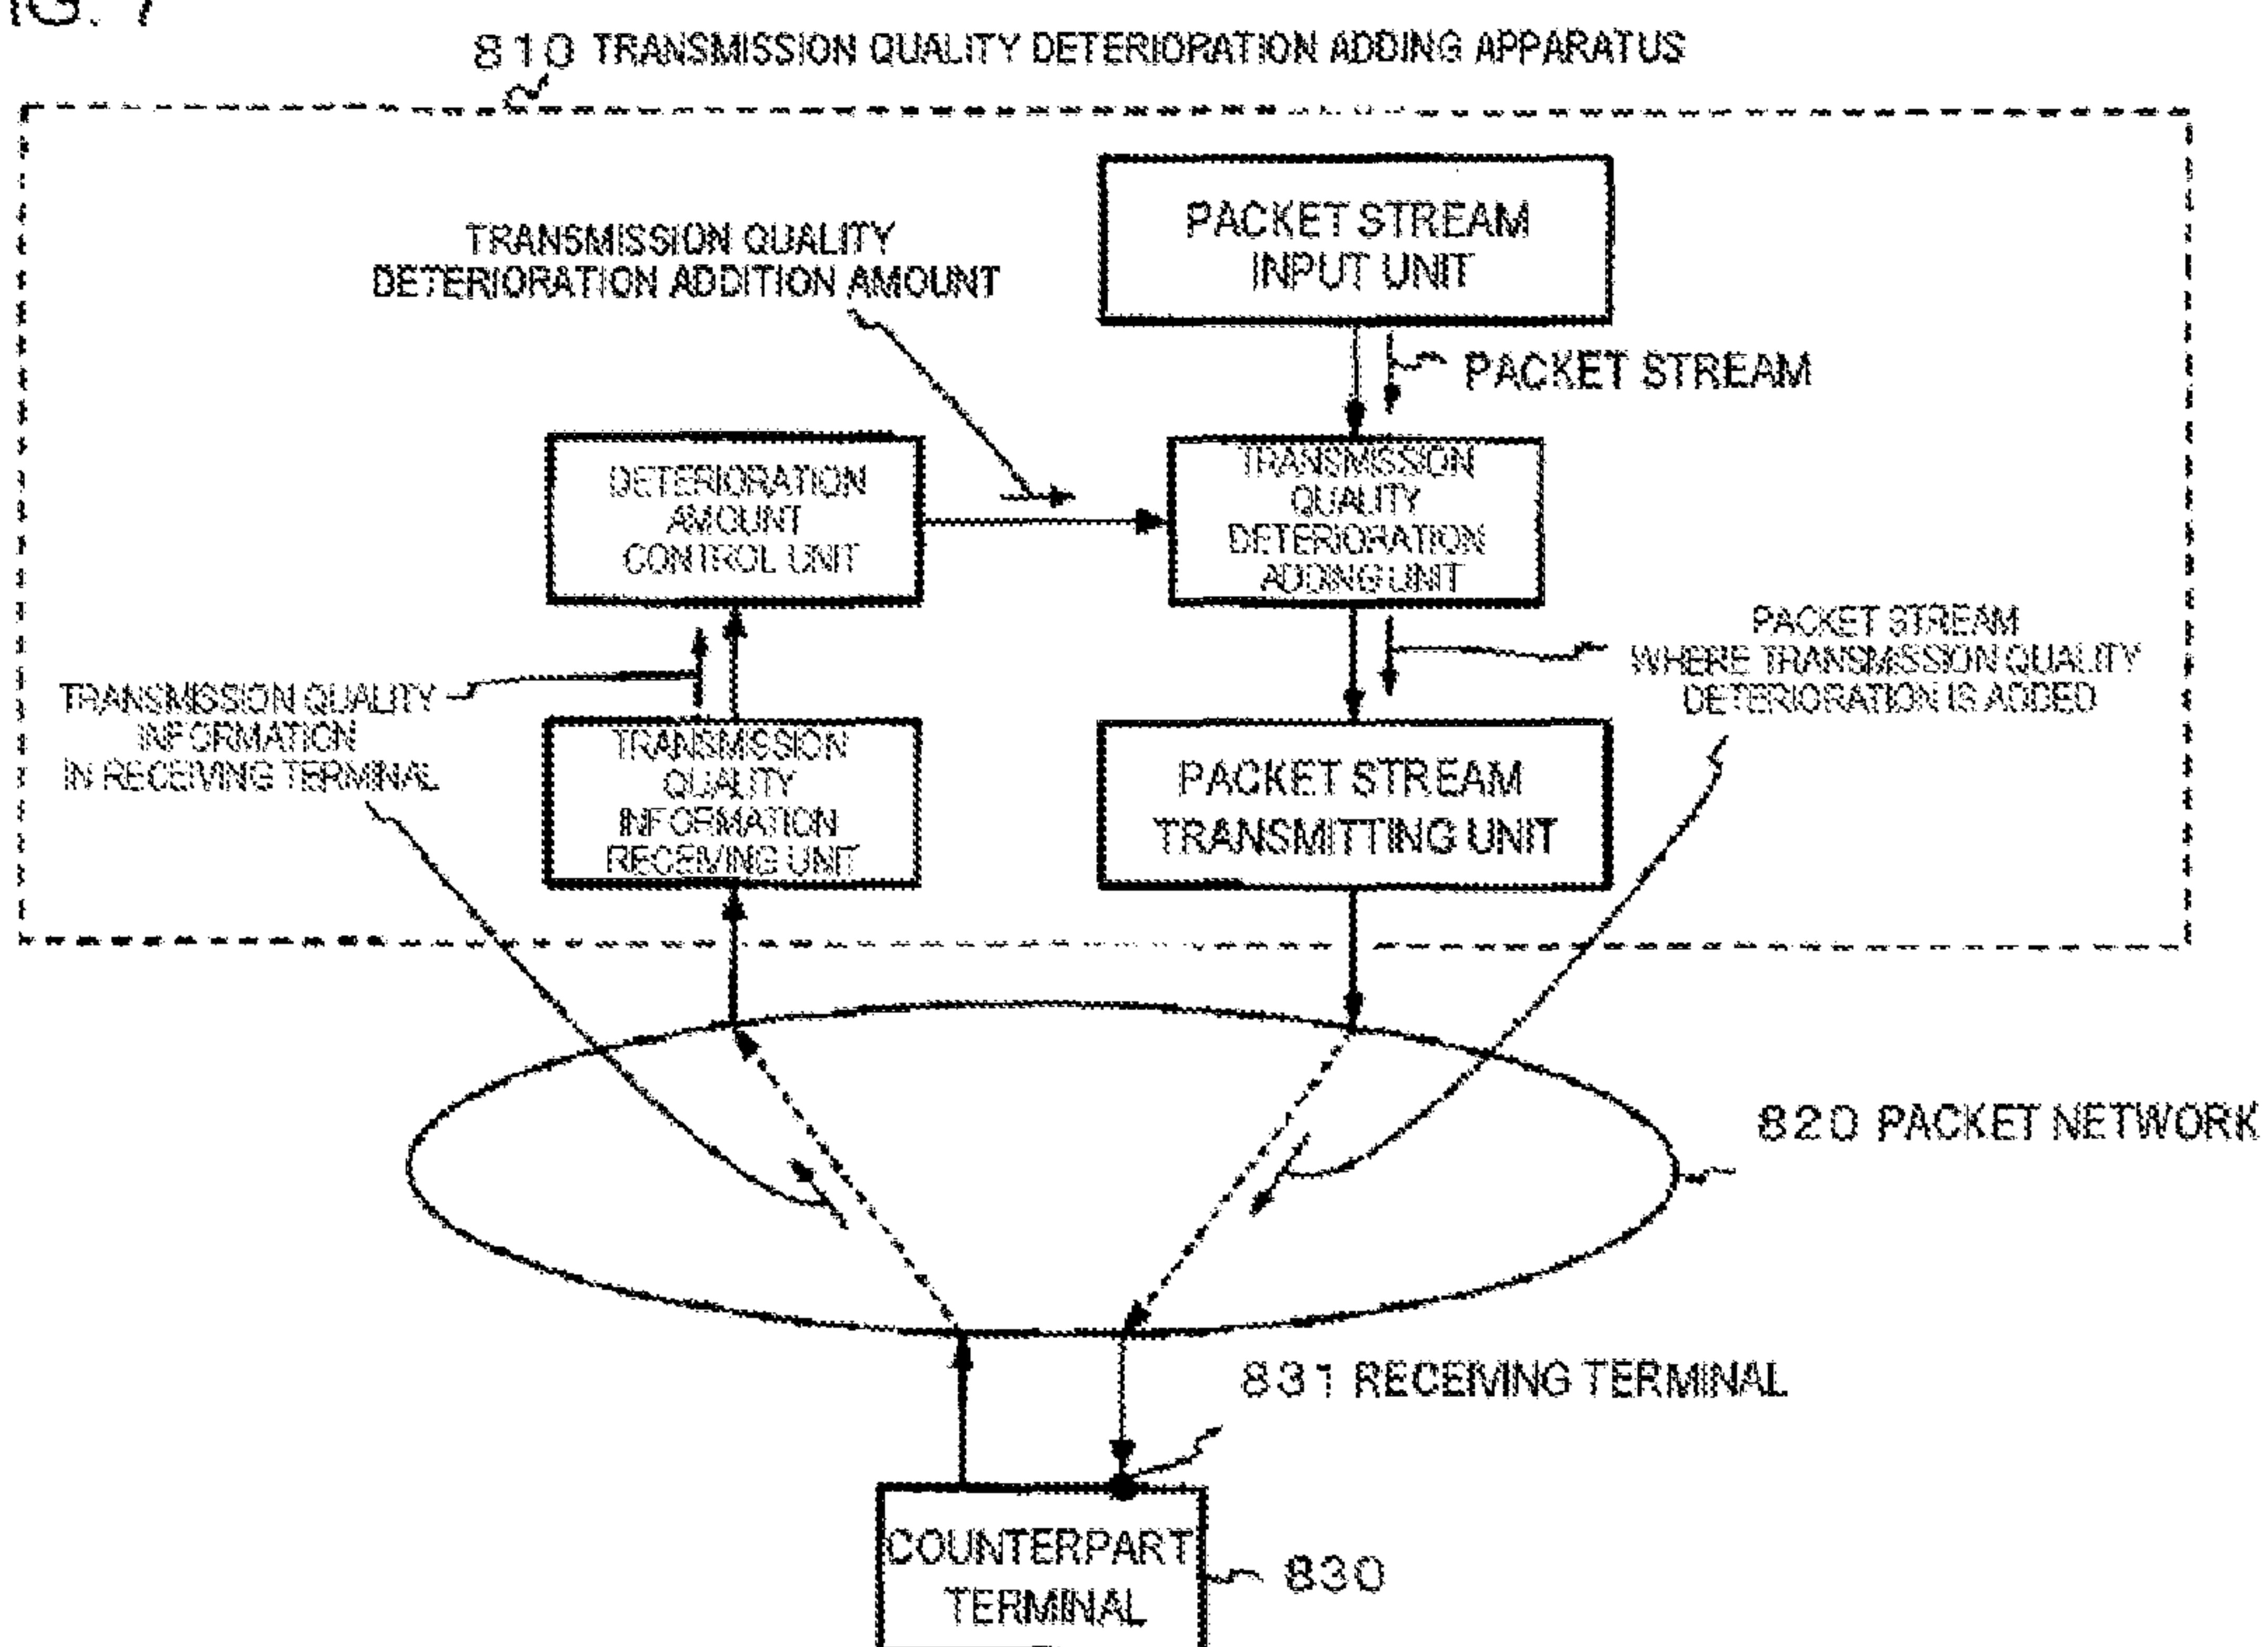 IG. 7
810 TRANSMISSION QUALITY DETERIORATION ADDING APPARATUS
PACKET STREAM
INPUT UNIT
TRANSMISSION QUALITY
DETERIORATION ADDITION AMOUNT
PACKET STREAM
DETERIORATION
AMOUNT
CONTROL UNIT
TRANSMISSION
QUALITY
DETERIORATION
ADDING UNIT
PACKET STREAM
WHERE TRANSMISSION QUALITY
DETERIORATION IS ADDED
TRANSMISSION QUALITY
INFORMATION
IN RECEIVING TERMINAL
TRANSMISSION
QUALITY
INFORMATION
RECEIVING UNIT
PACKET STREAM
TRANSMITTING UNIT
820 PACKET NETWORK
831 RECEIVING TERMINAL
COUNTERPART
TERMINAL
830